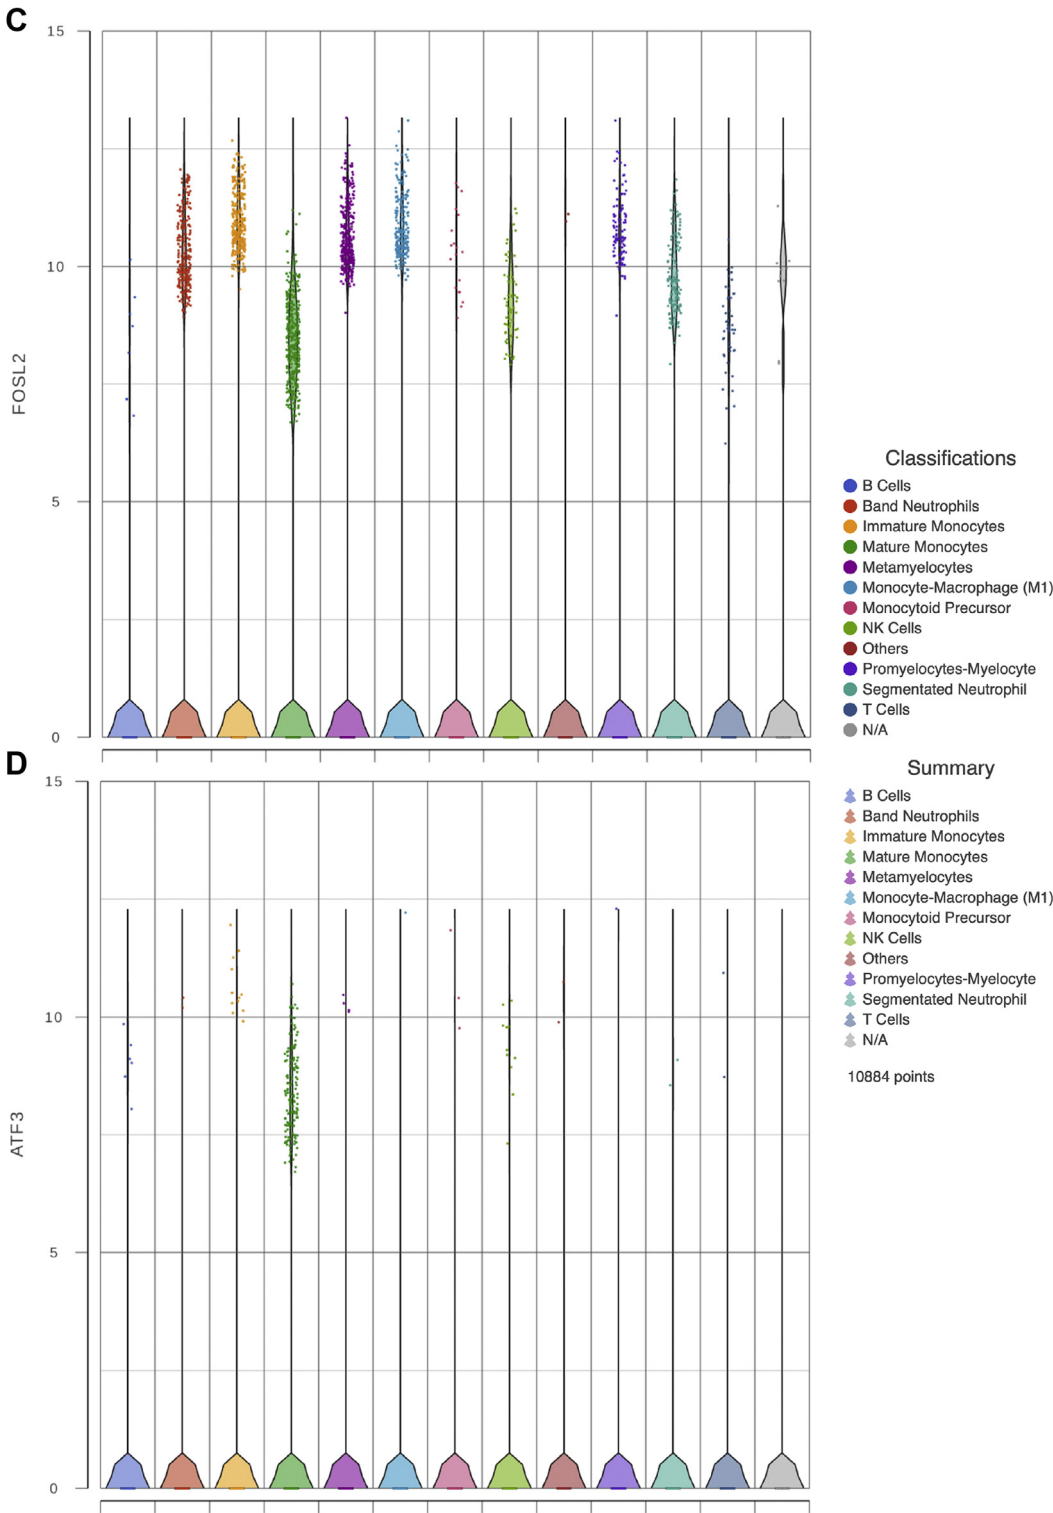 C
15
10
5
0
FOSL2
Classifications
B Cells
Band Neutrophils
Immature Monocytes
Mature Monocytes
Metamyelocytes
Monocyte-Macrophage (M1)
Monocytoid Precursor
NK Cells
Others
Promyelocytes-Myelocyte
Segmentated Neutrophil
T Cells
N/A
D
15
10
5
0
ATF3
Summary
B Cells
Band Neutrophils
Immature Monocytes
Mature Monocytes
Metamyelocytes
Monocyte-Macrophage (M1)
Monocytoid Precursor
NK Cells
Others
Promyelocytes-Myelocyte
Segmentated Neutrophil
T Cells
N/A
10884 points